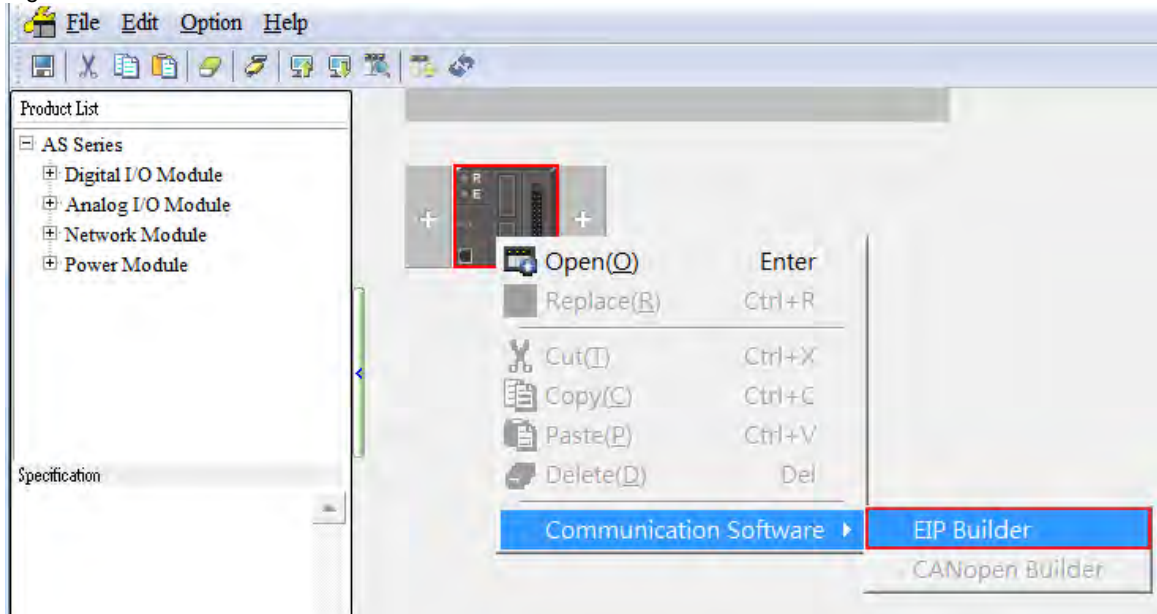 File Edit Option Help
Product List
AS Series
Digital I/O Module
Analog I/O Module
Network Module
Power Module
R
E
Open(O) Enter
Replace(R) Ctrl+R
Cut(T) Ctrl+X
Copy(C) Ctrl+C
Paste(P) Ctrl+V
Delete(D) Del
Communication Software
EIP Builder
CANopen Builder
Specification